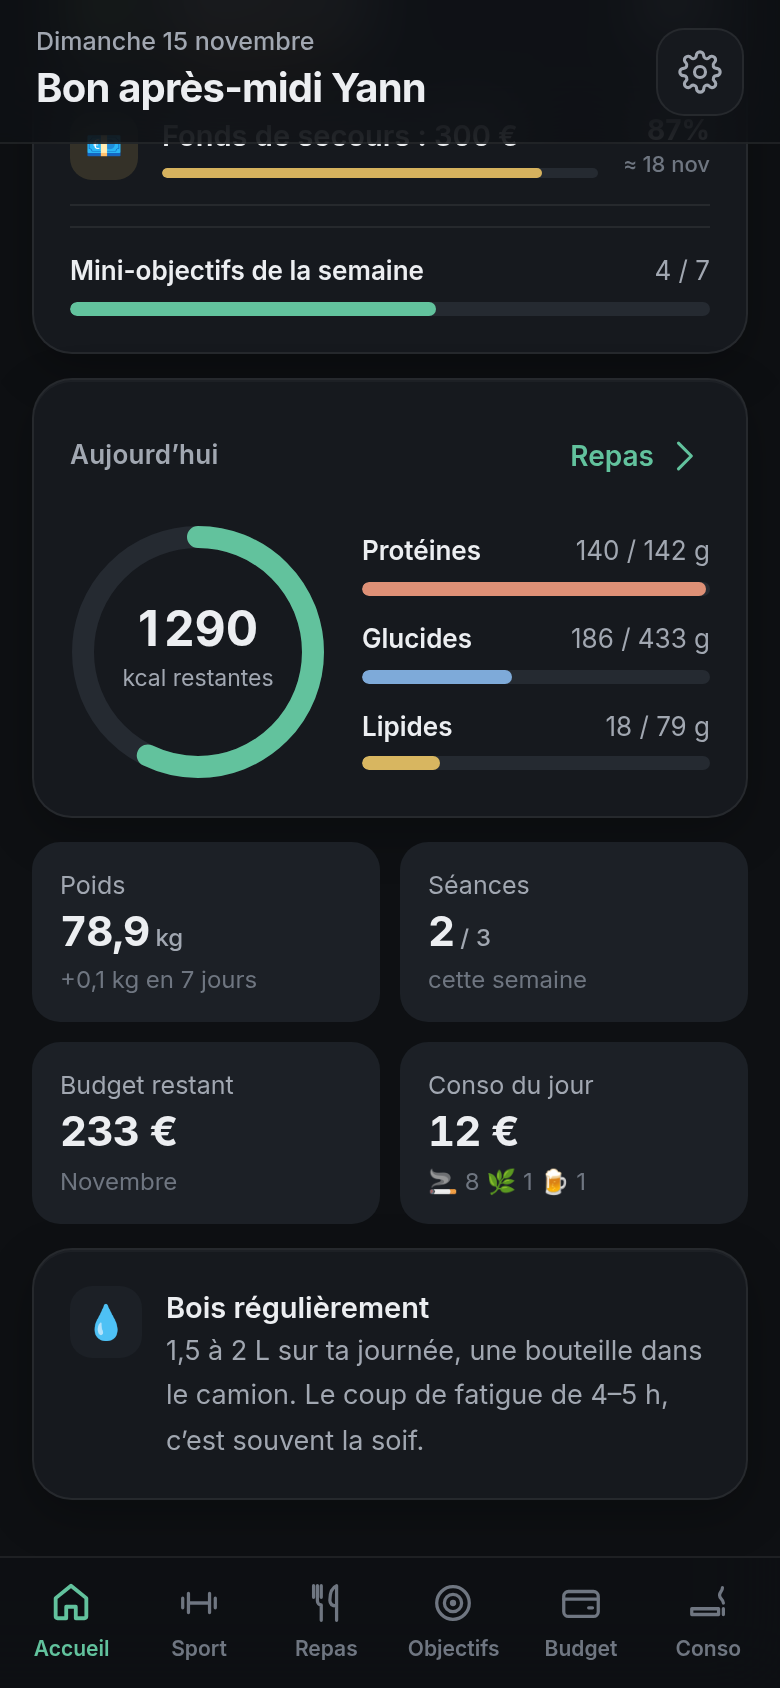 Dimanche 15 novembre
Bon après-midi Yann
Fonds de secours : 300 €
87%
≈ 18 nov
Mini-objectifs de la semaine
4 / 7
Aujourd’hui
Repas
1290
kcal restantes
Protéines
140 / 142 g
Glucides
186 / 433 g
Lipides
18 / 79 g
Poids
78,9 kg
+0,1 kg en 7 jours
Séances
2 / 3
cette semaine
Budget restant
233 €
Novembre
Conso du jour
12 €
🚬 8 🌿 1 🍺 1
Bois régulièrement
1,5 à 2 L sur ta journée, une bouteille dans
le camion. Le coup de fatigue de 4–5 h,
c’est souvent la soif.
Accueil
Sport
Repas
Objectifs
Budget
Conso